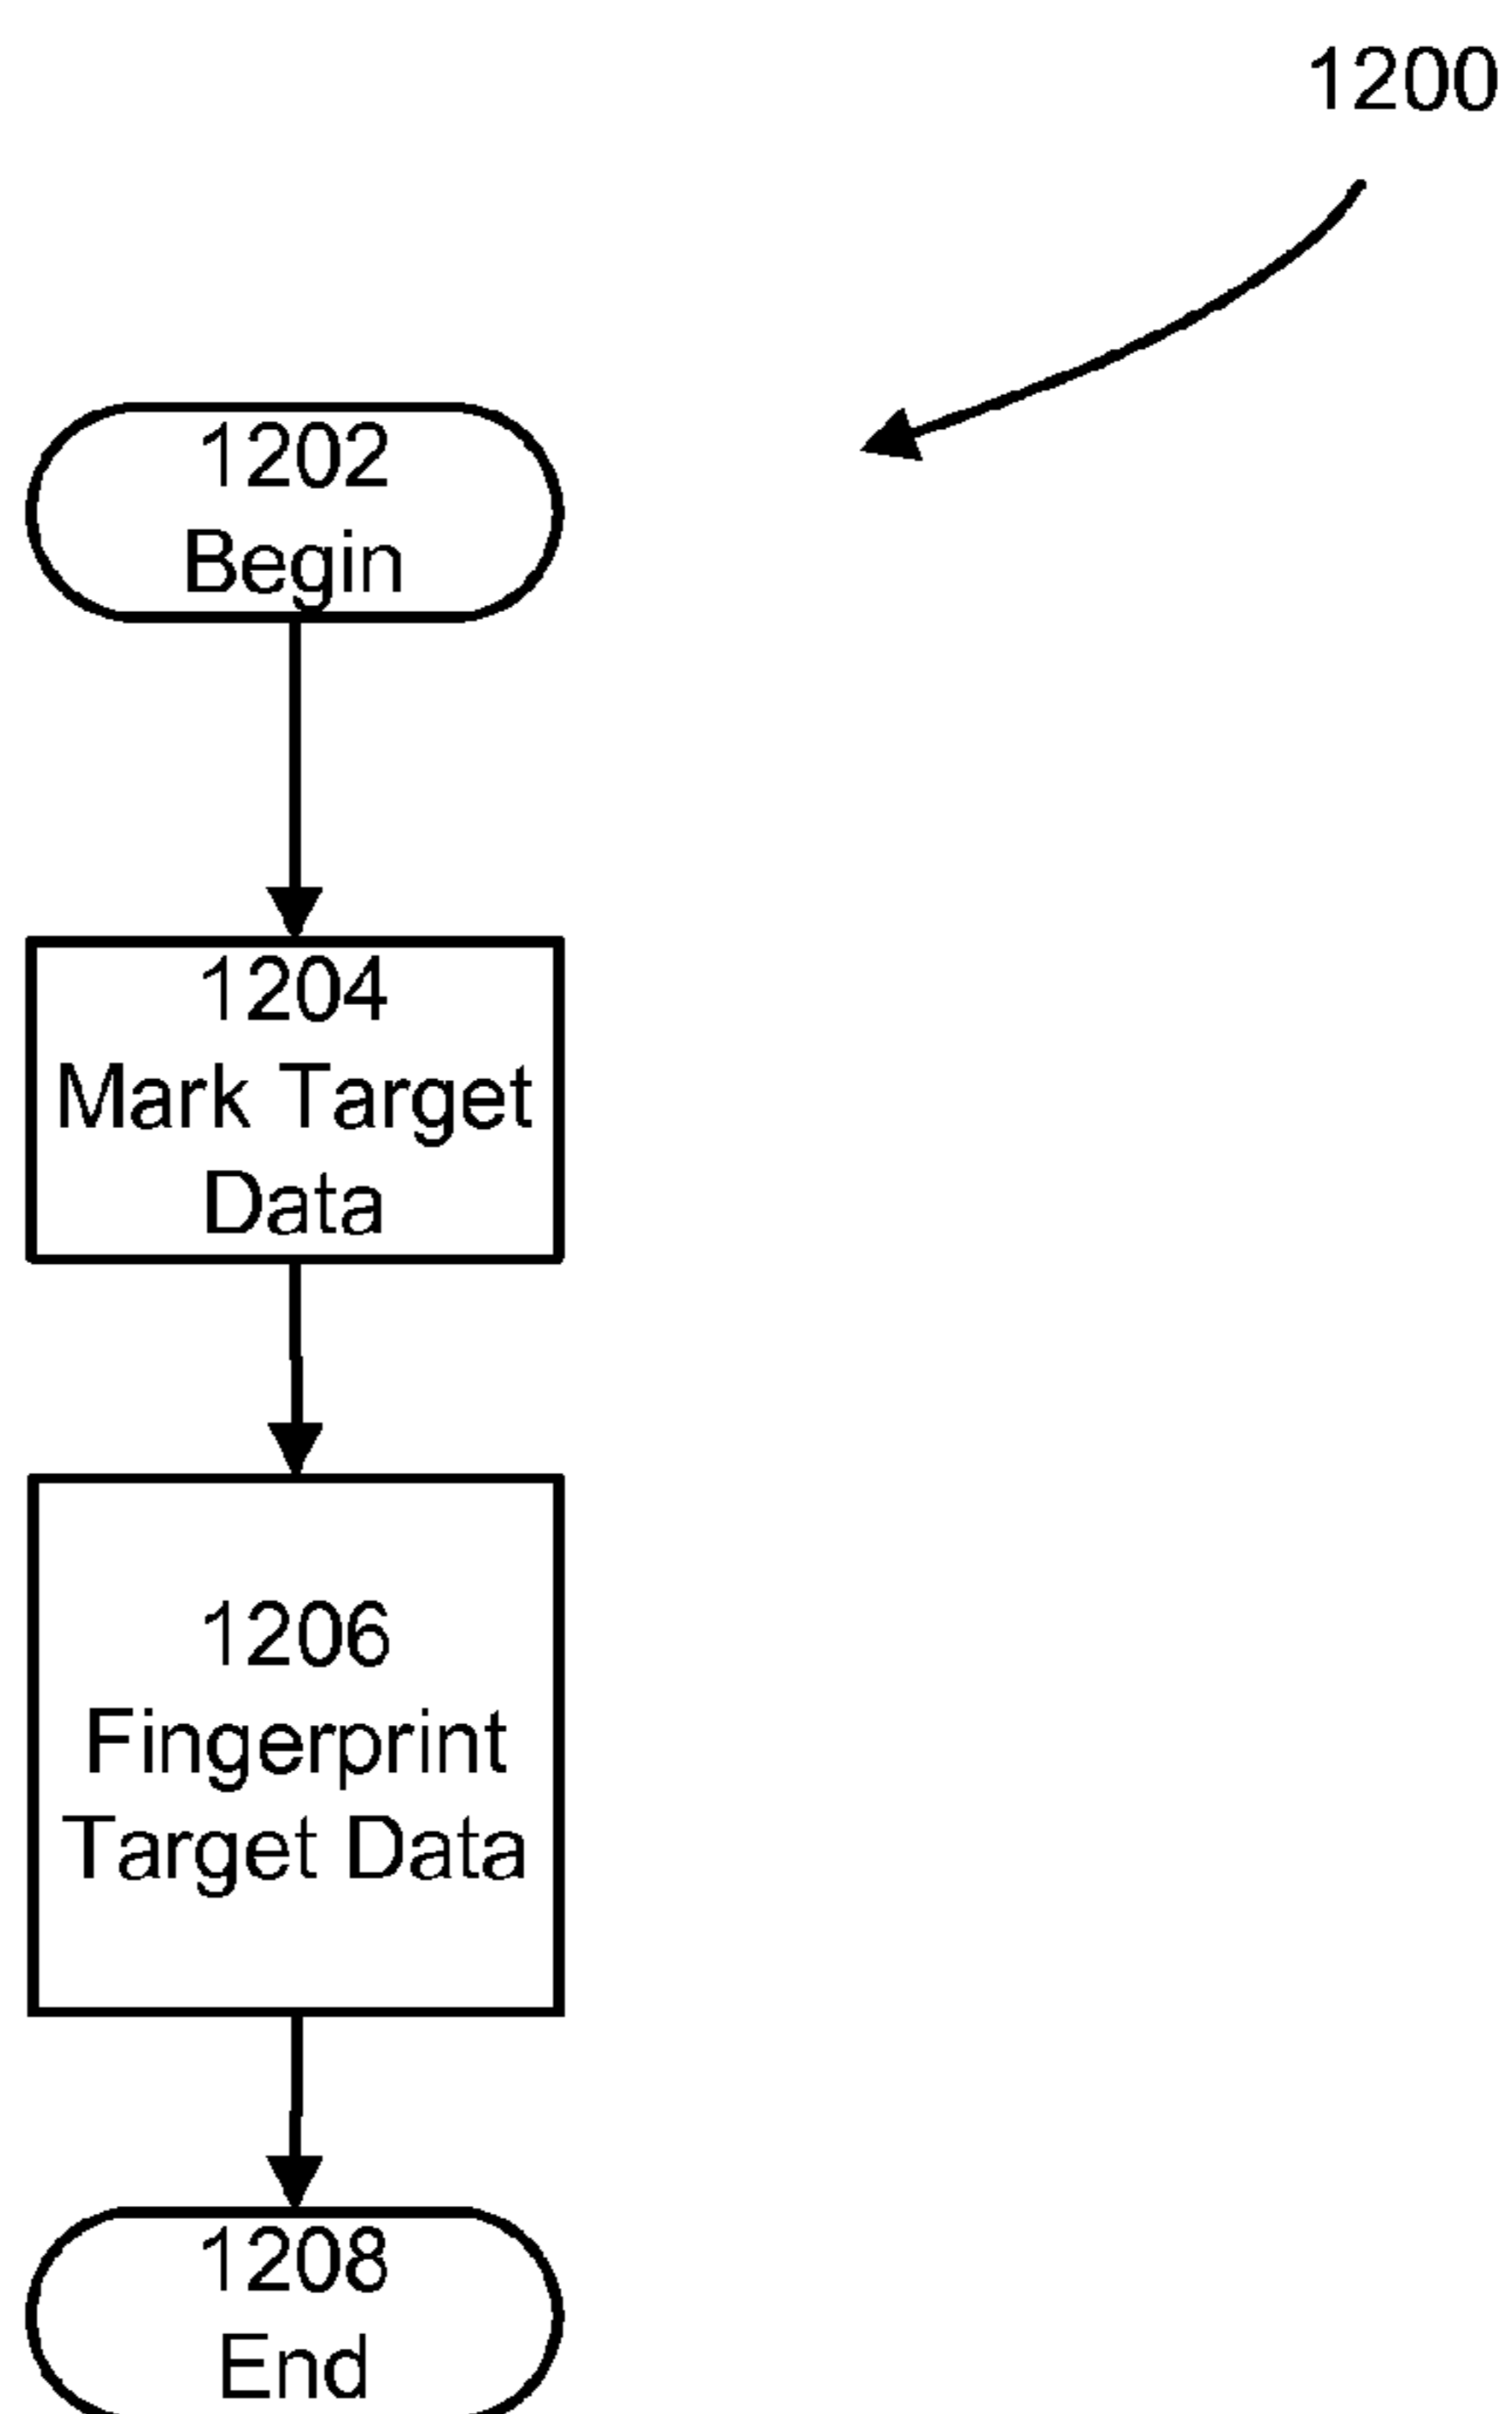 1200
1202
Begin
1204
Mark Target
Data
1206
Fingerprint
Target Data
1208
End